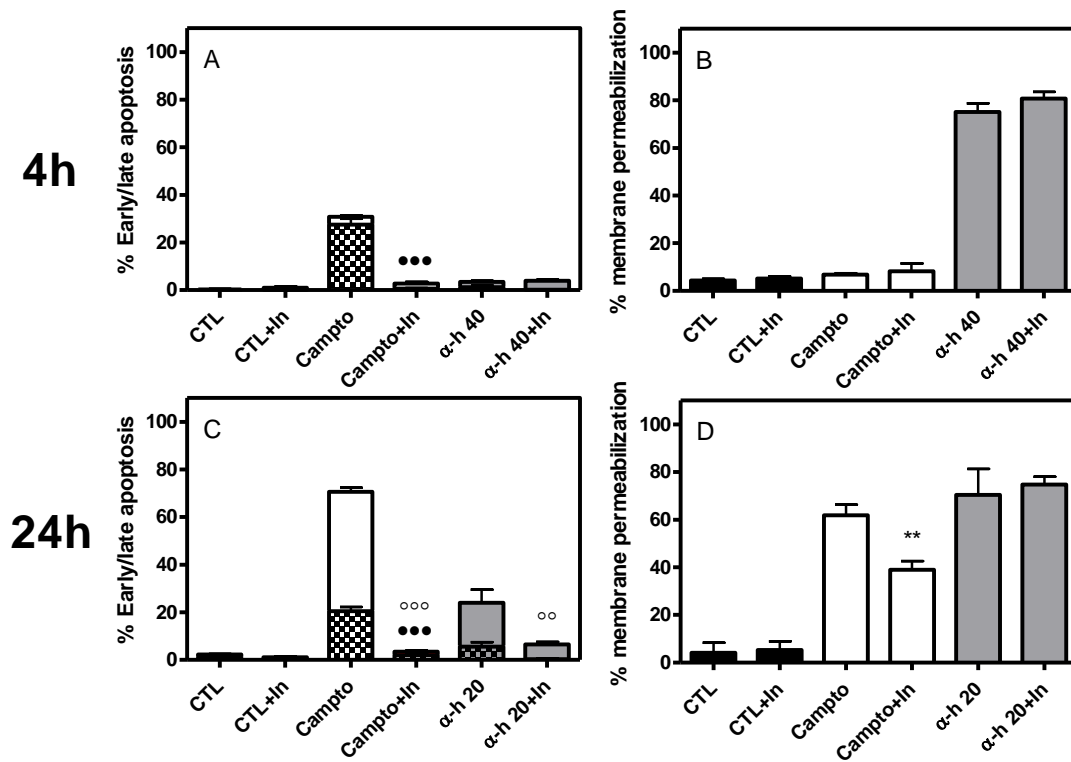 4h
% Early/late apoptosis
100
80
60
40
20
0
A
●●●
CTL
CTL+In
Campto
Campto+In
α-h 40
α-h 40+In
% membrane permeabilization
100
80
60
40
20
0
B
CTL
CTL+In
Campto
Campto+In
α-h 40
α-h 40+In
24h
% Early/late apoptosis
100
80
60
40
20
0
C
○○○
●●●
○○
CTL
CTL+In
Campto
Campto+In
α-h 20
α-h 20+In
% membrane permeabilization
100
80
60
40
20
0
D
**
CTL
CTL+In
Campto
Campto+In
α-h 20
α-h 20+In